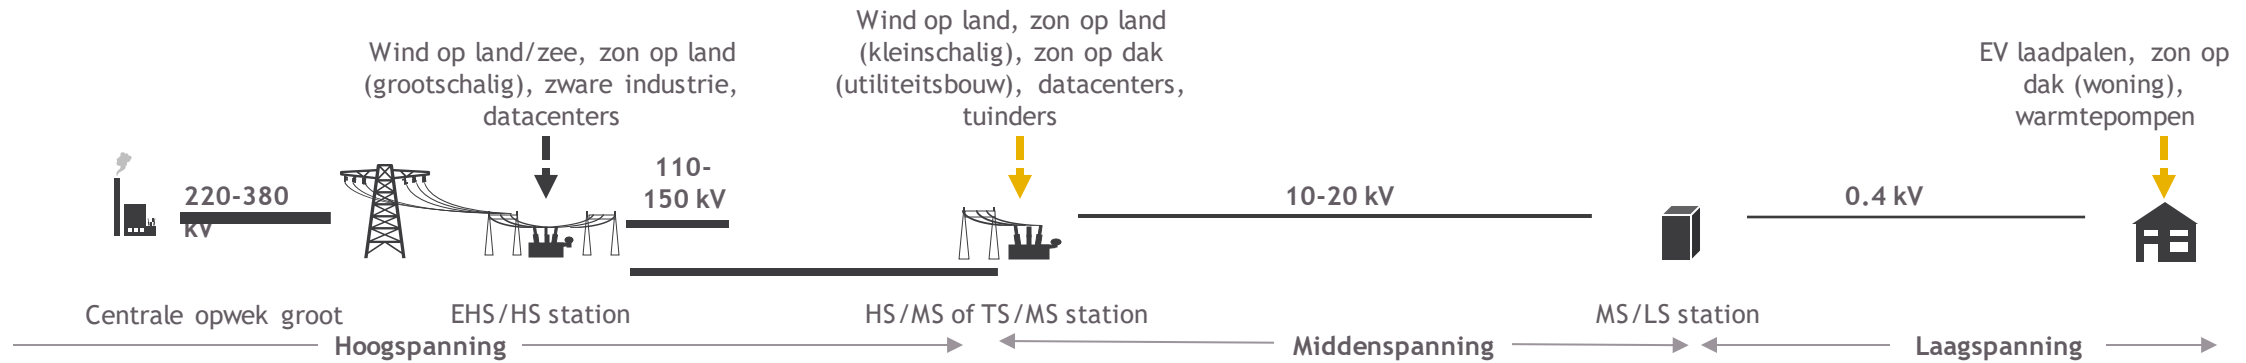 Wind op land/zee, zon op land
(grootschalig), zware industrie,
datacenters
Wind op land, zon op land
(kleinschalig), zon op dak
(utiliteitsbouw), datacenters,
tuinders
EV laadpalen, zon op
dak (woning),
warmtepompen
220-380
kV
110-
150 kV
10-20 kV
0.4 kV
Centrale opwek groot
EHS/HS station
HS/MS of TS/MS station
MS/LS station
Hoogspanning
Middenspanning
Laagspanning